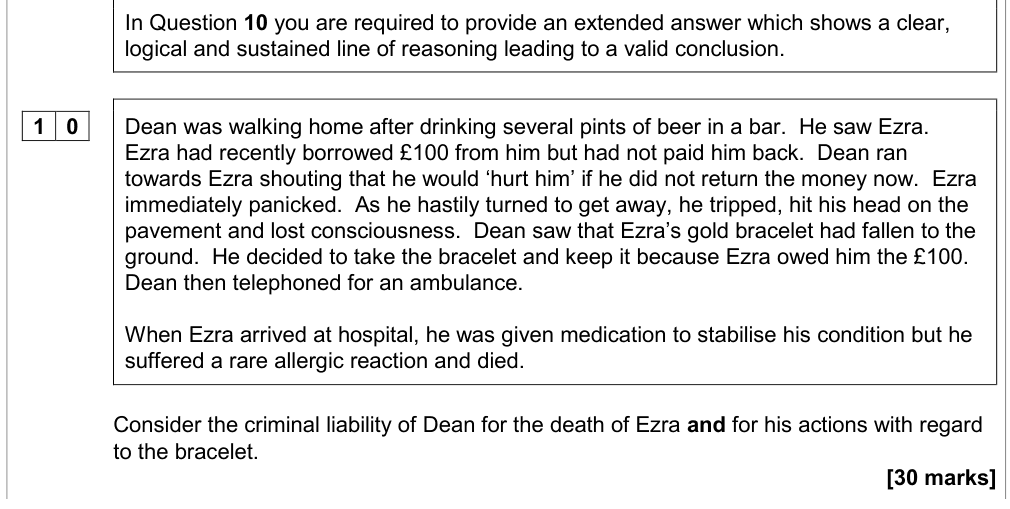 In Question 10 you are required to provide an extended answer which shows a clear,
logical and sustained line of reasoning leading to a valid conclusion.
1 0
Dean was walking home after drinking several pints of beer in a bar. He saw Ezra.
Ezra had recently borrowed £100 from him but had not paid him back. Dean ran
towards Ezra shouting that he would ‘hurt him’ if he did not return the money now. Ezra
immediately panicked. As he hastily turned to get away, he tripped, hit his head on the
pavement and lost consciousness. Dean saw that Ezra’s gold bracelet had fallen to the
ground. He decided to take the bracelet and keep it because Ezra owed him the £100.
Dean then telephoned for an ambulance.
When Ezra arrived at hospital, he was given medication to stabilise his condition but he
suffered a rare allergic reaction and died.
Consider the criminal liability of Dean for the death of Ezra and for his actions with regard
to the bracelet.
[30 marks]